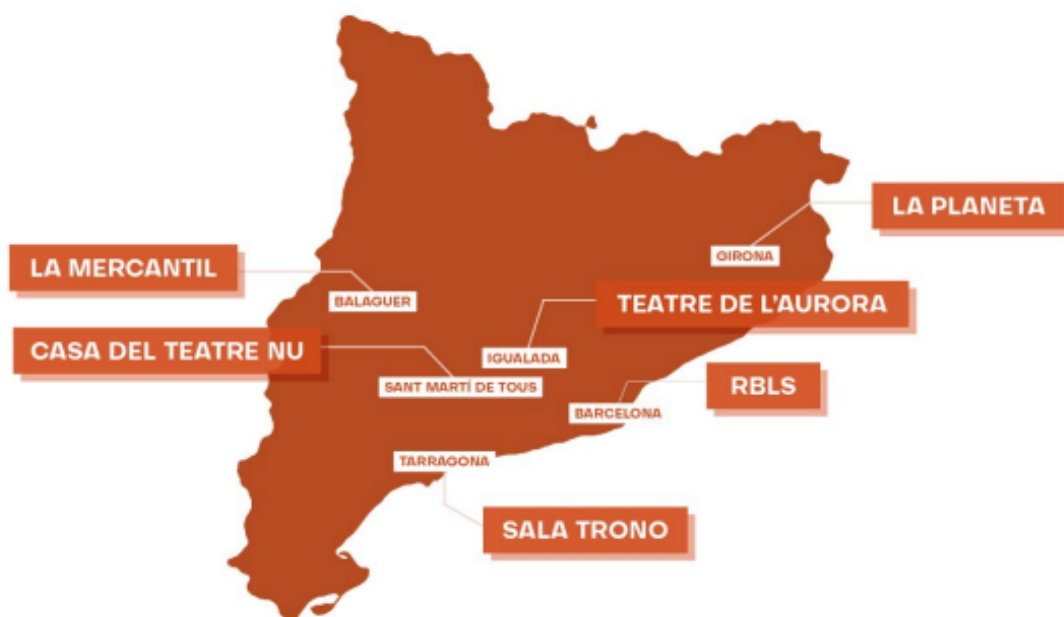 LA PLANETA
GIRONA
LA MERCANTIL
BALAGUER
TEATRE DE L'AURORA
IGUALADA
CASA DEL TEATRE NU
SANT MARTÍ DE TOUS
RBLS
BARCELONA
TARRAGONA
SALA TRONO